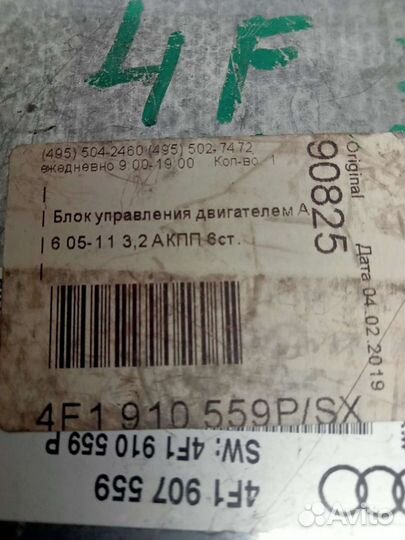 4F
(495) 504-2460 (495) 502-7472
ежедневно 9:00-19:00 Кол-во: 1
Блок управления двигателем А
6 05-11 3,2 АКПП 6ст.
Original
90825
Дата 04.02.2019
4F1 910 559P/SX
SW: 4F1 910 559 P
4F1 907 559
Avito